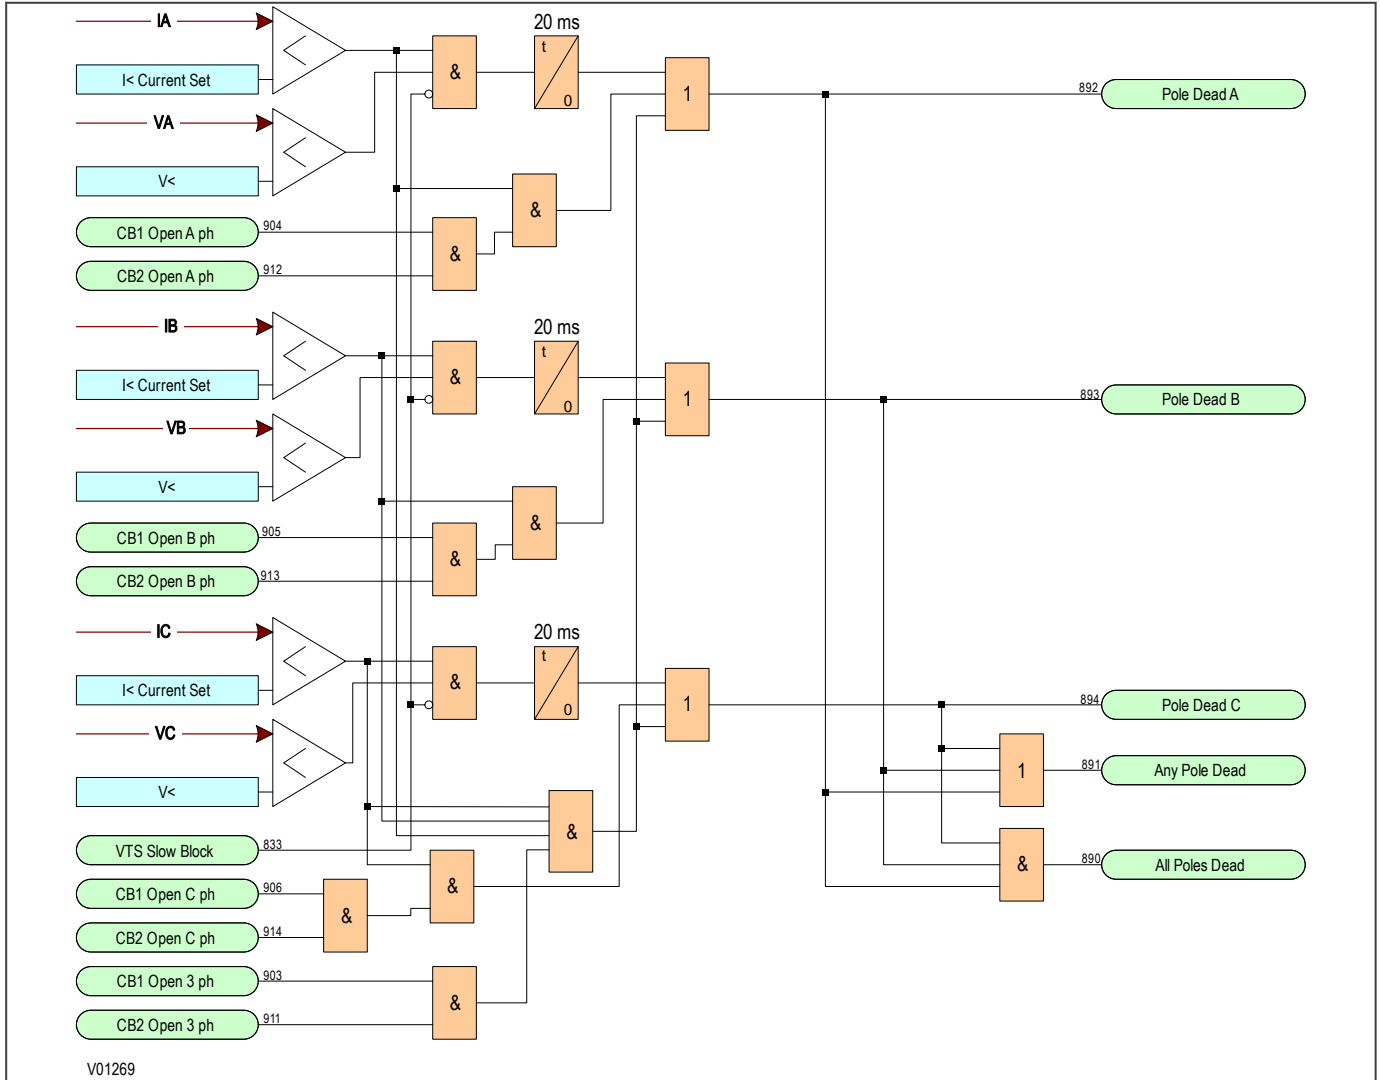 IA
20 ms
t
I< Current Set
&
0
1
892
Pole Dead A
VA
V<
&
CB1 Open A ph
904
&
CB2 Open A ph
912
IB
20 ms
t
I< Current Set
&
0
1
893
Pole Dead B
VB
V<
&
CB1 Open B ph
905
&
CB2 Open B ph
913
IC
20 ms
t
I< Current Set
&
0
1
894
Pole Dead C
VC
1
891
Any Pole Dead
V<
&
VTS Slow Block
833
&
890
All Poles Dead
CB1 Open C ph
906
&
&
CB2 Open C ph
914
CB1 Open 3 ph
903
&
CB2 Open 3 ph
911
V01269